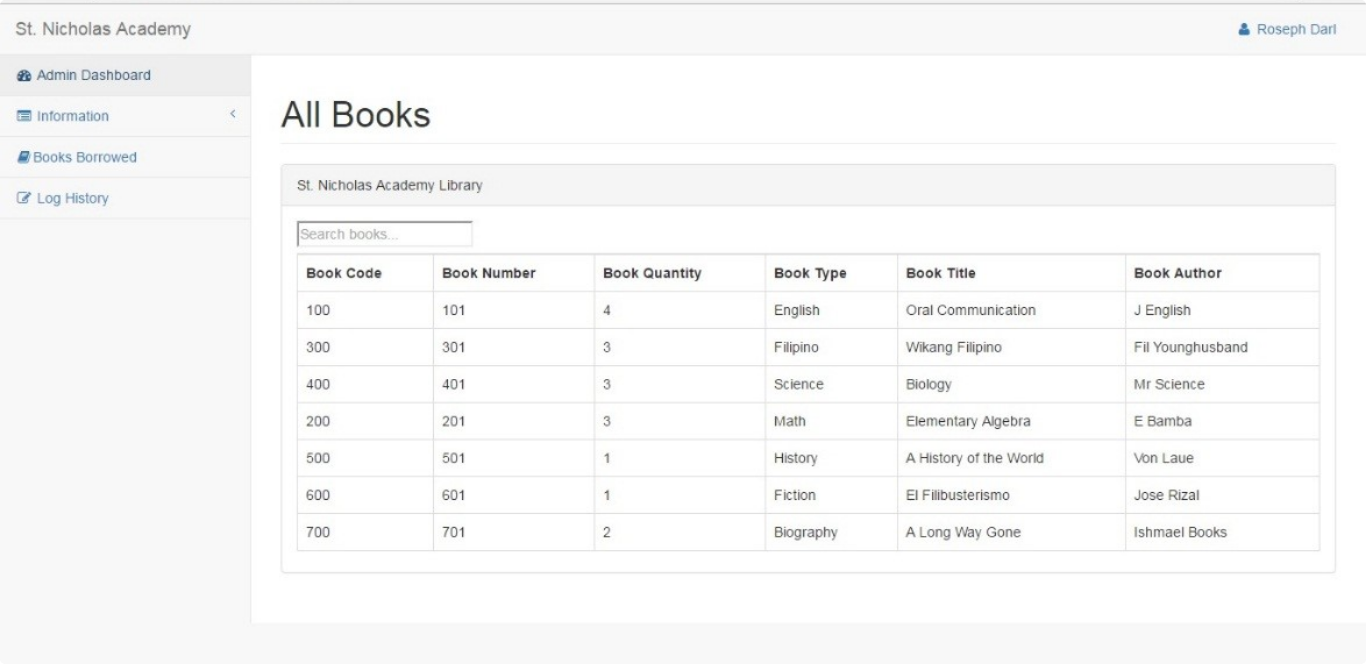 St. Nicholas Academy Roseph Darl
Admin Dashboard
Information
Books Borrowed
Log History
All Books
St. Nicholas Academy Library
Search books...
Book Code Book Number Book Quantity Book Type Book Title Book Author
100 101 4 English Oral Communication J English
300 301 3 Filipino Wikang Filipino Fil Younghusband
400 401 3 Science Biology Mr Science
200 201 3 Math Elementary Algebra E Bamba
500 501 1 History A History of the World Von Laue
600 601 1 Fiction El Filibusterismo Jose Rizal
700 701 2 Biography A Long Way Gone Ishmael Books